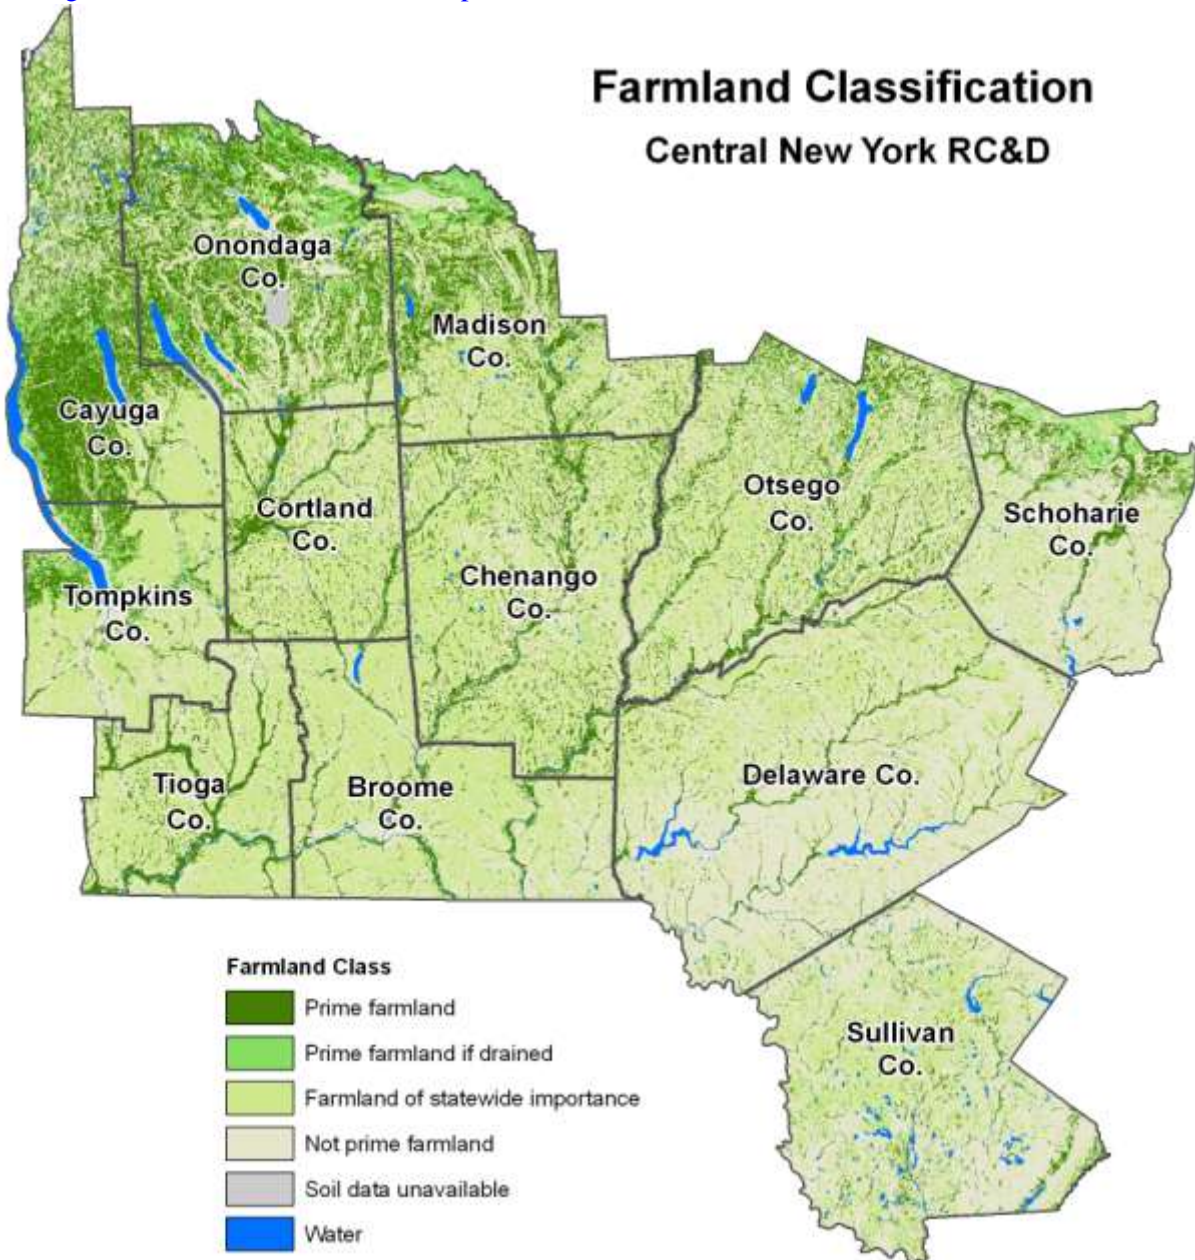 Farmland Classification
Central New York RC&D
Onondaga
Co.
Madison
Co.
Cayuga
Co.
Cortland
Co.
Otsego
Co.
Schoharie
Co.
Chenango
Co.
Tompkins
Co.
Tioga
Co.
Broome
Co.
Delaware Co.
Sullivan
Co.
Farmland Class
Prime farmland
Prime farmland if drained
Farmland of statewide importance
Not prime farmland
Soil data unavailable
Water